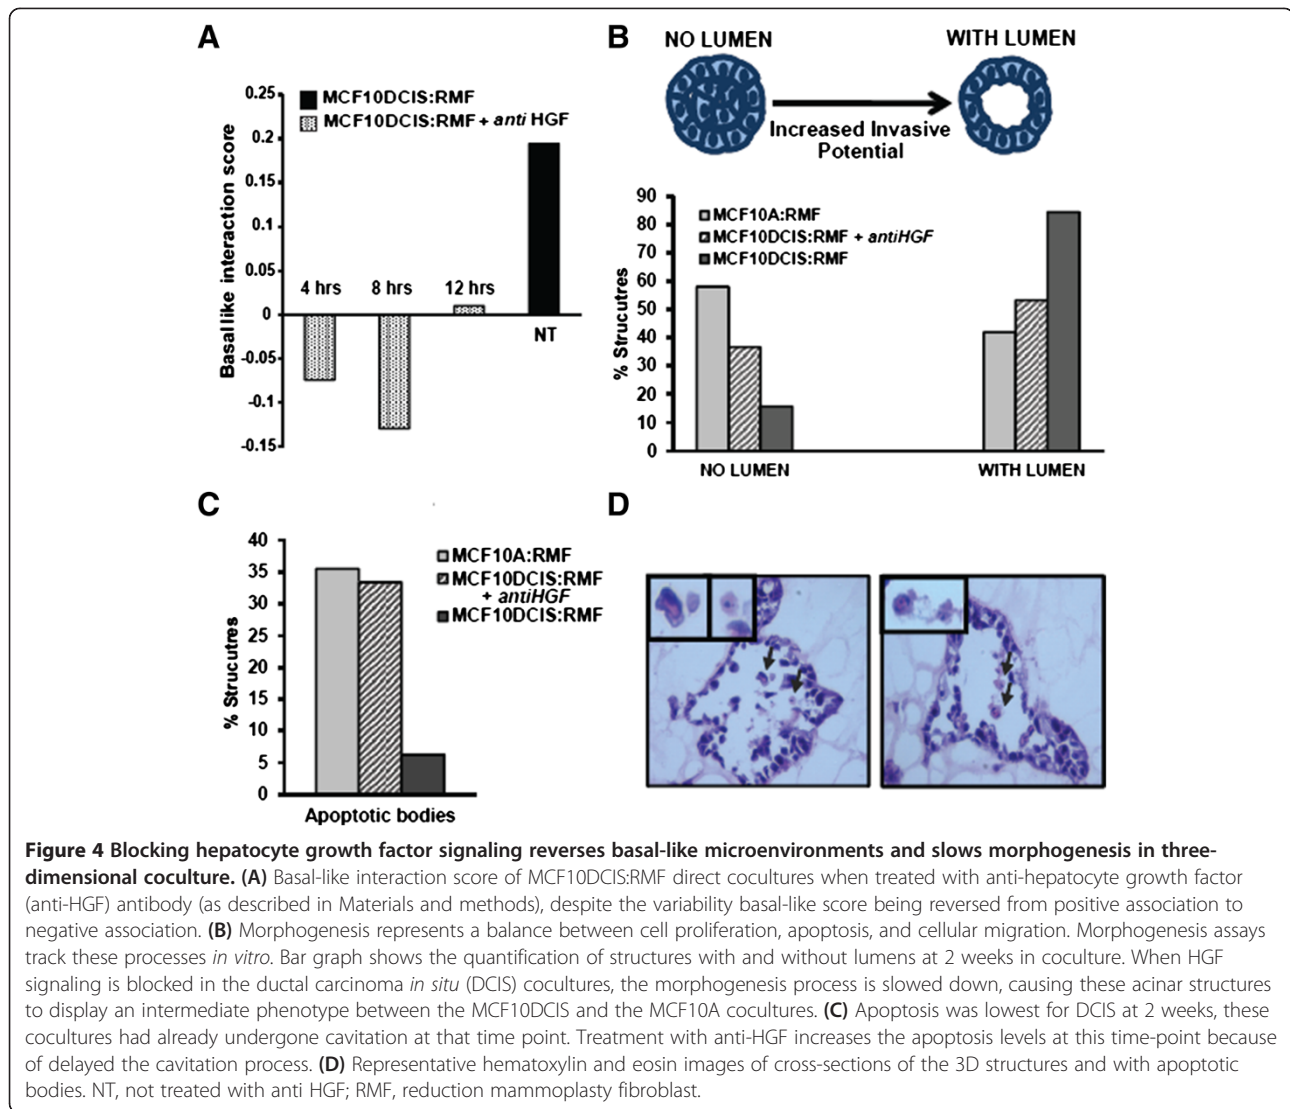 A
0.25
0.2
0.15
0.1
0.05
0
-0.05
-0.1
-0.15
Basal like interaction score
MCF10DCIS:RMF
MCF10DCIS:RMF + anti HGF
4 hrs
8 hrs
12 hrs
NT
B
NO LUMEN
WITH LUMEN
Increased Invasive
Potential
90
80
70
60
50
40
30
20
10
0
% Strucutres
MCF10A:RMF
MCF10DCIS:RMF + antiHGF
MCF10DCIS:RMF
NO LUMEN
WITH LUMEN
C
40
35
30
25
20
15
10
5
0
% Strucutres
MCF10A:RMF
MCF10DCIS:RMF
+ antiHGF
MCF10DCIS:RMF
Apoptotic bodies
D
Figure 4 Blocking hepatocyte growth factor signaling reverses basal-like microenvironments and slows morphogenesis in three-
dimensional coculture. (A) Basal-like interaction score of MCF10DCIS:RMF direct cocultures when treated with anti-hepatocyte growth factor
(anti-HGF) antibody (as described in Materials and methods), despite the variability basal-like score being reversed from positive association to
negative association. (B) Morphogenesis represents a balance between cell proliferation, apoptosis, and cellular migration. Morphogenesis assays
track these processes in vitro. Bar graph shows the quantification of structures with and without lumens at 2 weeks in coculture. When HGF
signaling is blocked in the ductal carcinoma in situ (DCIS) cocultures, the morphogenesis process is slowed down, causing these acinar structures
to display an intermediate phenotype between the MCF10DCIS and the MCF10A cocultures. (C) Apoptosis was lowest for DCIS at 2 weeks, these
cocultures had already undergone cavitation at that time point. Treatment with anti-HGF increases the apoptosis levels at this time-point because
of delayed the cavitation process. (D) Representative hematoxylin and eosin images of cross-sections of the 3D structures and with apoptotic
bodies. NT, not treated with anti HGF; RMF, reduction mammoplasty fibroblast.